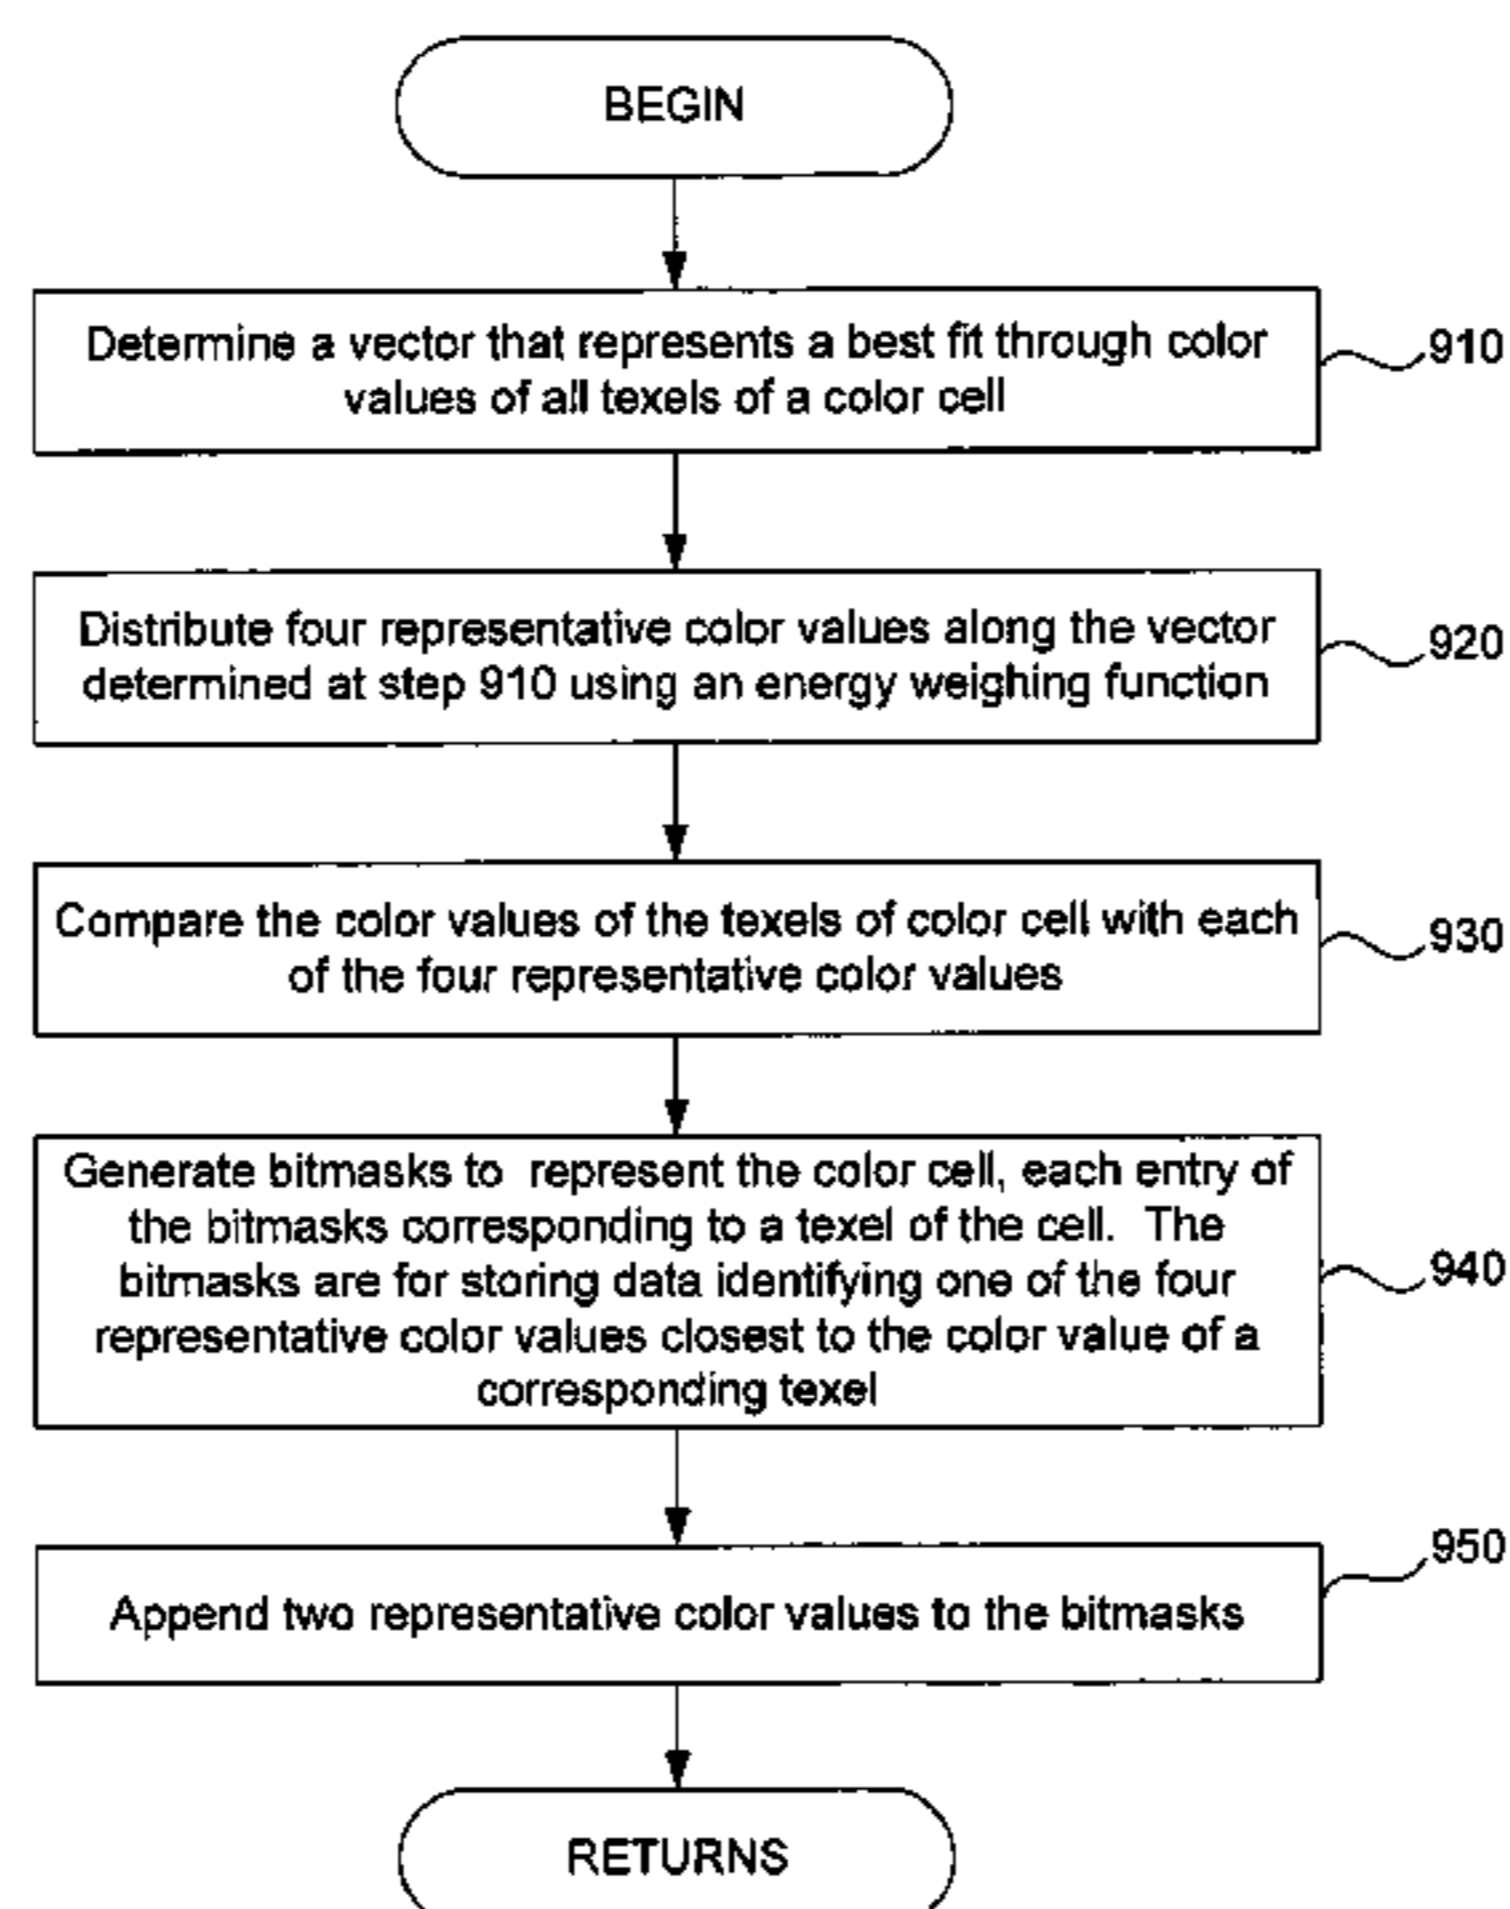 BEGIN
Determine a vector that represents a best fit through color
values of all texels of a color cell
910
Distribute four representative color values along the vector
determined at step 910 using an energy weighing function
920
Compare the color values of the texels of color cell with each
of the four representative color values
930
Generate bitmasks to represent the color cell, each entry of
the bitmasks corresponding to a texel of the cell. The
bitmasks are for storing data identifying one of the four
representative color values closest to the color value of a
corresponding texel
940
Append two representative color values to the bitmasks
950
RETURNS